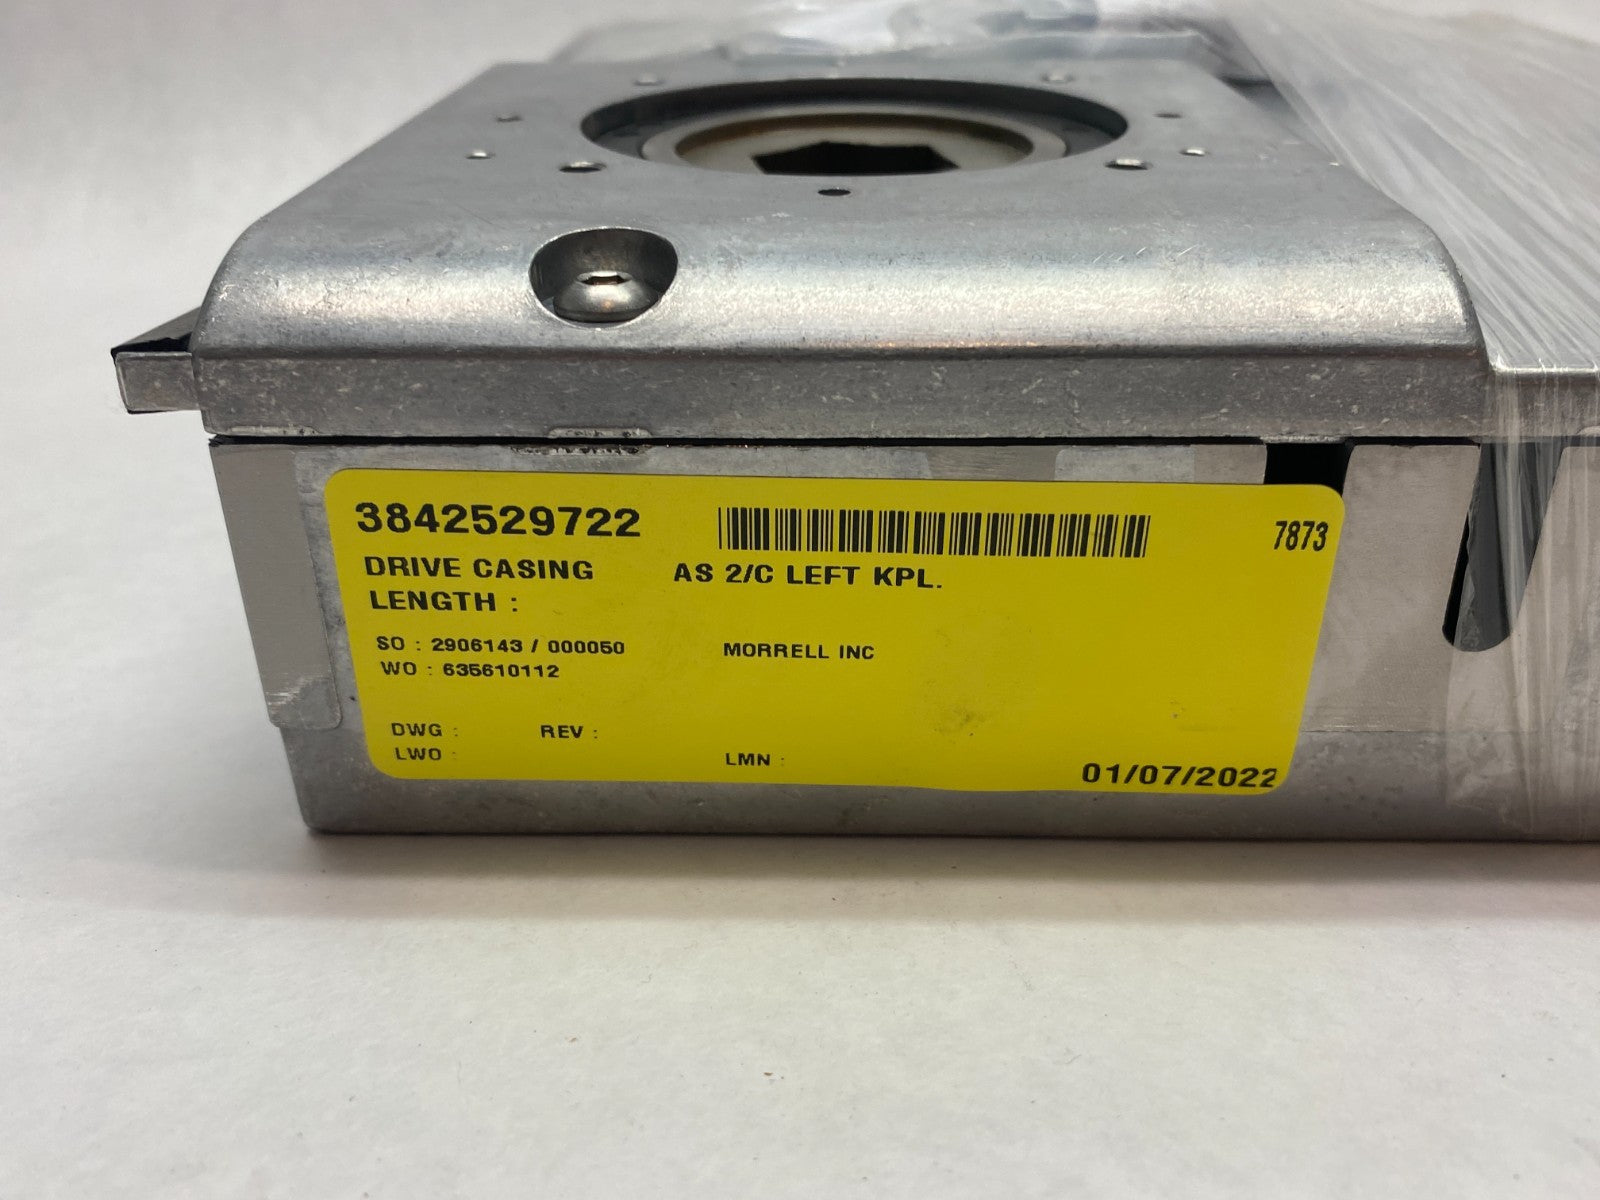 3842529722 7873
DRIVE CASING AS 2/C LEFT KPL.
LENGTH :
SO : 2906143 / 000050 MORRELL INC
WO : 635610112
DWG : REV :
LWO : LMN :
01/07/2022